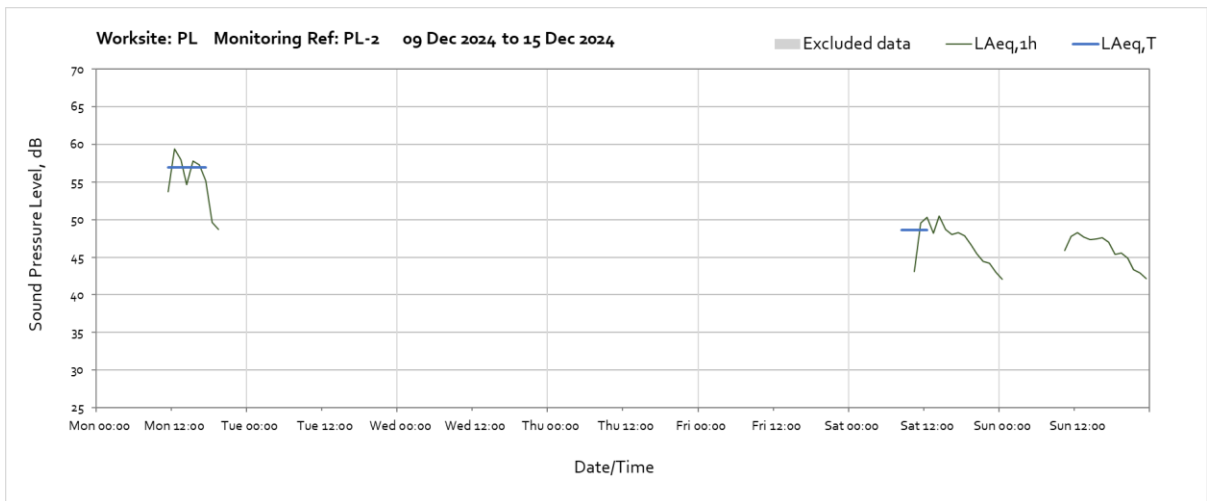 Worksite: PL Monitoring Ref: PL-2 09 Dec 2024 to 15 Dec 2024
Excluded data LAeq,1h LAeq,T
Sound Pressure Level, dB
70
65
60
55
50
45
40
35
30
25
Mon 00:00 Mon 12:00 Tue 00:00 Tue 12:00 Wed 00:00 Wed 12:00 Thu 00:00 Thu 12:00 Fri 00:00 Fri 12:00 Sat 00:00 Sat 12:00 Sun 00:00 Sun 12:00
Date/Time